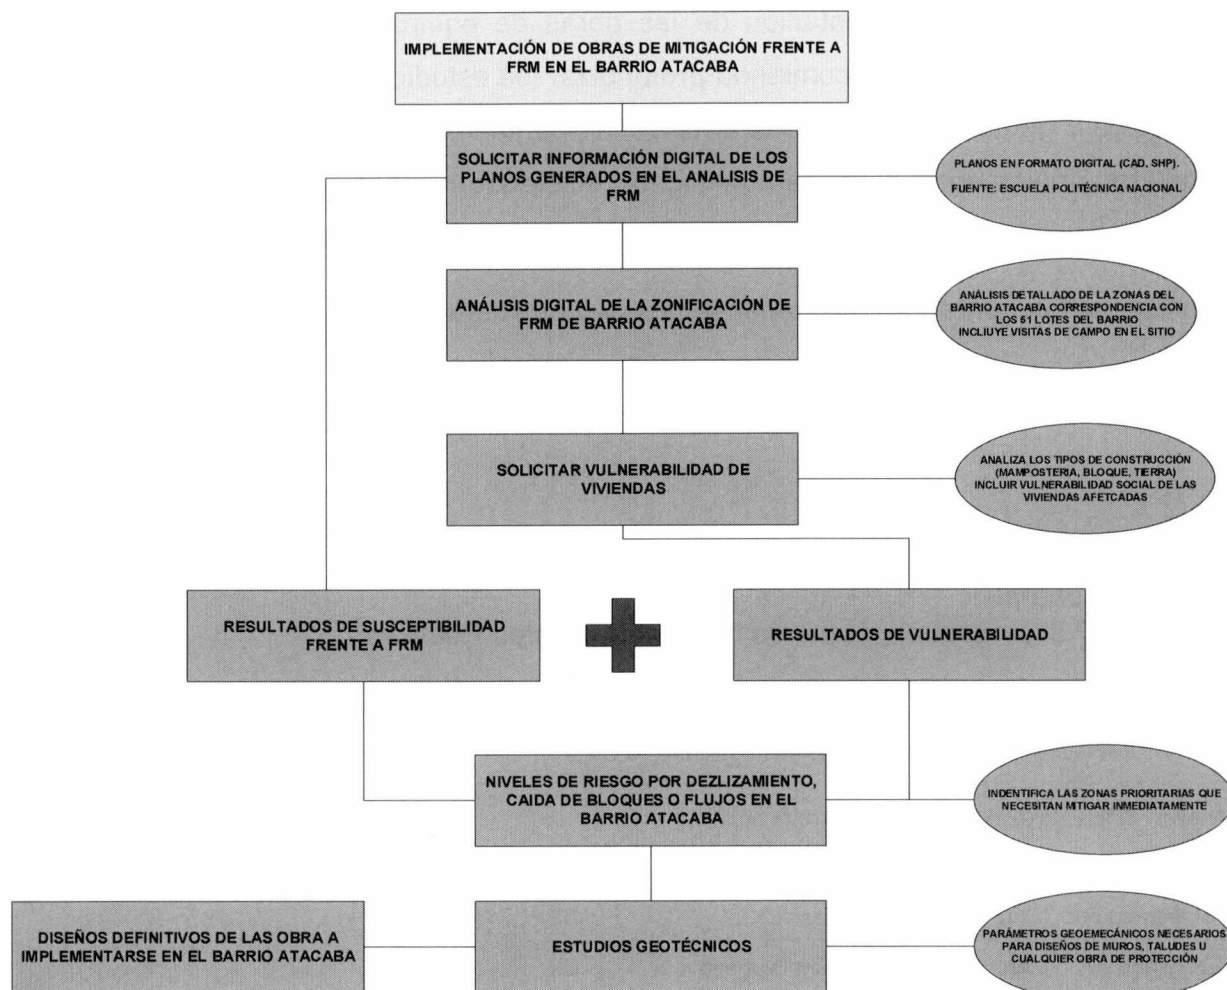 IMPLEMENTACIÓN DE OBRAS DE MITIGACIÓN FRENTE A
FRM EN EL BARRIO ATACABA
SOLICITAR INFORMACIÓN DIGITAL DE LOS
PLANOS GENERADOS EN EL ANALISIS DE
FRM
PLANOS EN FORMATO DIGITAL (CAD. SHP).
FUENTE: ESCUELA POLITÉCNICA NACIONAL
ANÁLISIS DIGITAL DE LA ZONIFICACIÓN DE
FRM DE BARRIO ATACABA
ANÁLISIS DETALLADO DE LA ZONAS DEL
BARRIO ATACABA CORRESPONDENCIA CON
LOS 51 LOTES DEL BARRIO
INCLIUYE VISITAS DE CAMPO EN EL SITIO
SOLICITAR VULNERABILIDAD DE
VIVIENDAS
ANALIZA LOS TIPOS DE CONSTRUCCIÓN
(MAMPOSTERIA, BLOQUE, TIERRA)
INCLUIR VULNERABILIDAD SOCIAL DE LAS
VIVIENDAS AFETCADAS
RESULTADOS DE SUSCEPTIBILIDAD
FRENTE A FRM
RESULTADOS DE VULNERABILIDAD
NIVELES DE RIESGO POR DEZLIZAMIENTO,
CAIDA DE BLOQUES O FLUJOS EN EL
BARRIO ATACABA
INDENTIFICA LAS ZONAS PRIORITARIAS QUE
NECESITAN MITIGAR INMEDIATAMENTE
DISEÑOS DEFINITIVOS DE LAS OBRA A
IMPLEMENTARSE EN EL BARRIO ATACABA
ESTUDIOS GEOTÉCNICOS
PARÁMETROS GEOEMECÁNICOS NECESARIOS
PARA DISEÑOS DE MUROS, TALUDES U
CUALQUIER OBRA DE PROTECCIÓN